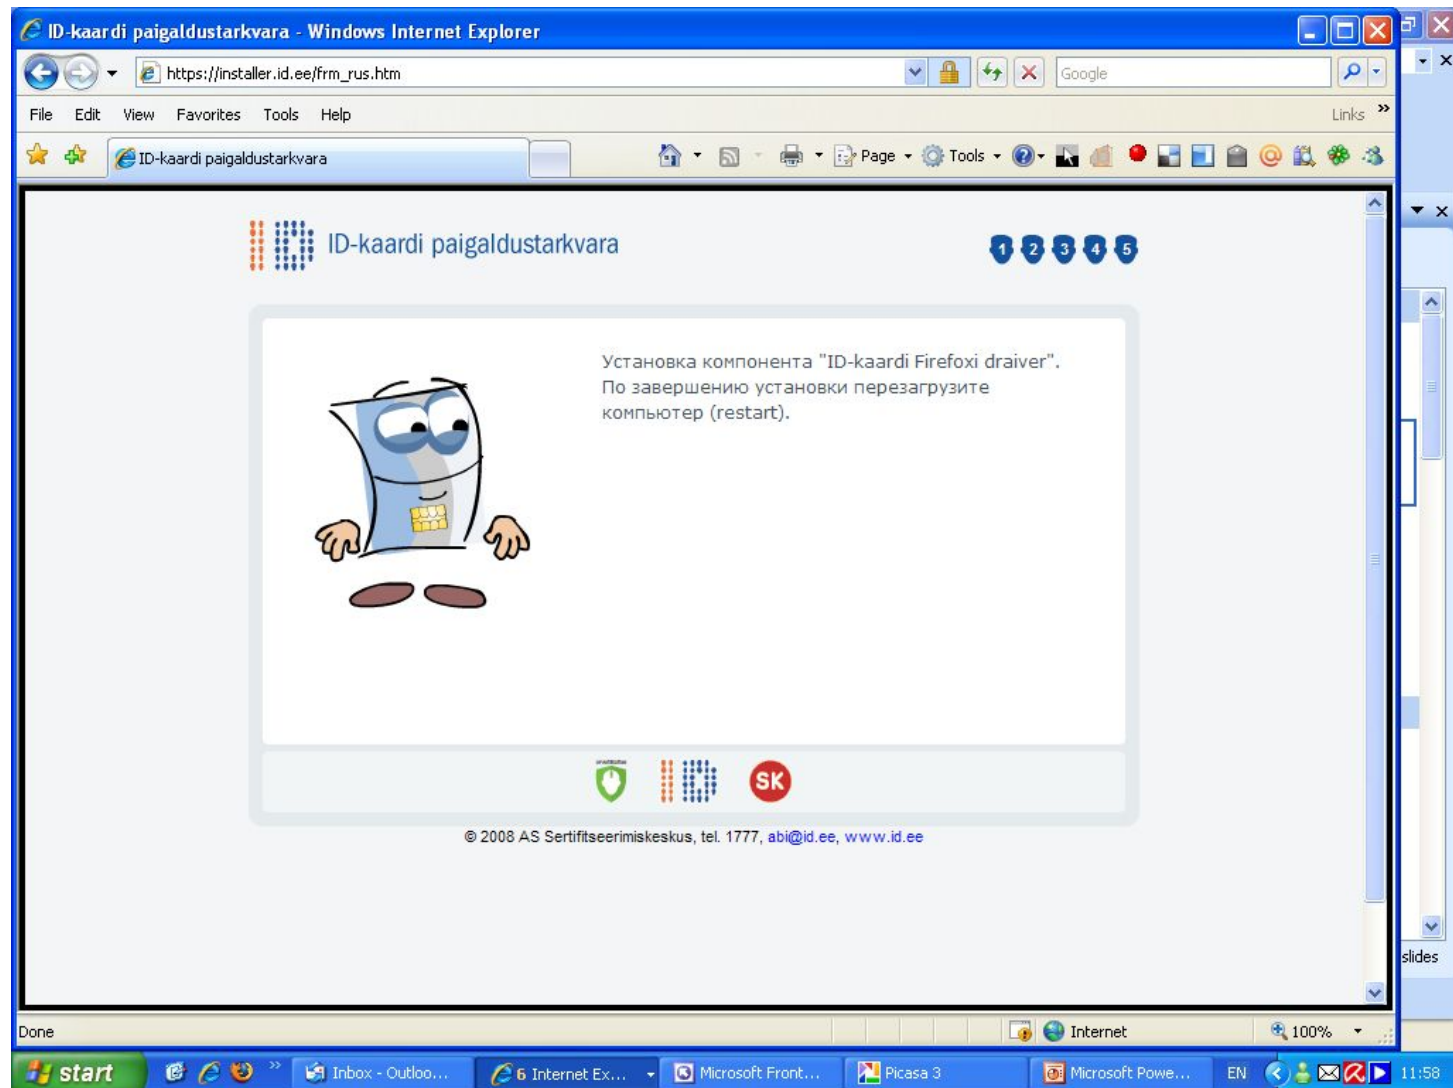 ID-kaardi paigaldustarkvara - Windows Internet Explorer
https://installer.id.ee/frm_rus.htm
Google
File Edit View Favorites Tools Help
Links »
ID-kaardi paigaldustarkvara
Page Tools
ID-kaardi paigaldustarkvara
1 2 3 4 5
Установка компонента "ID-kaardi Firefoxi draiver".
По завершению установки перезагрузите
компьютер (restart).
SK
© 2008 AS Sertifitseerimiskeskus, tel. 1777, abi@id.ee, www.id.ee
slides
Done
Internet
100%
start
»
Inbox - Outloo...
6 Internet Ex...
Microsoft Front...
Picasa 3
Microsoft Powe...
EN
11:58